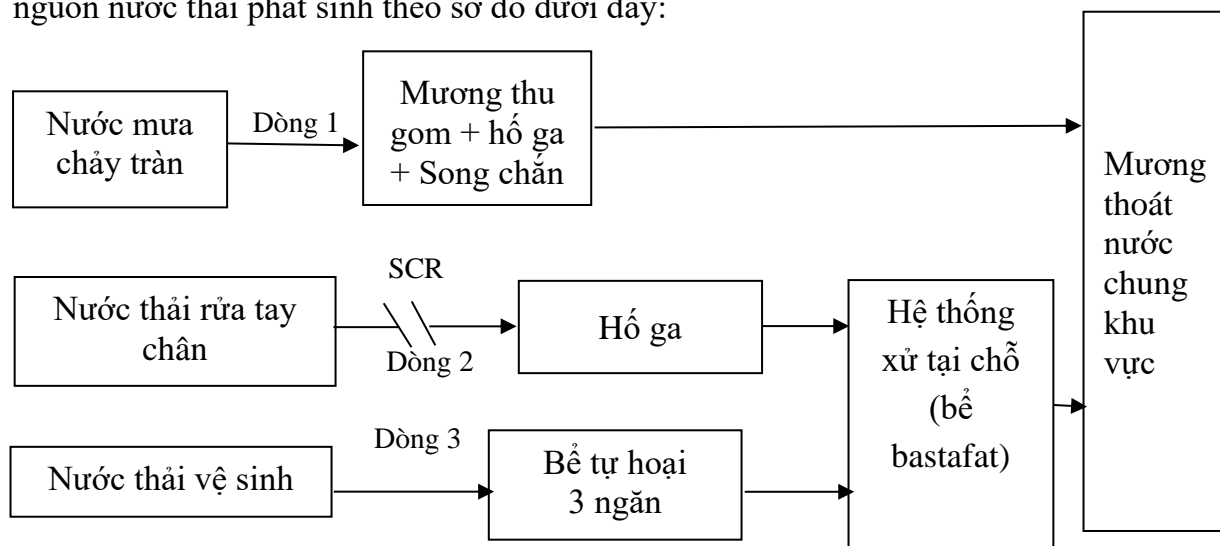 nguồn nước thải phát sinh theo sơ đồ dưới đây:
Nước mưa
chảy tràn
Dòng 1
Mương thu
gom + hố ga
+ Song chắn
Mương
thoát
nước
chung
khu
vực
Nước thải rửa tay
chân
SCR
Dòng 2
Hố ga
Hệ thống
xử tại chỗ
(bể
bastafat)
Nước thải vệ sinh
Dòng 3
Bể tự hoại
3 ngăn